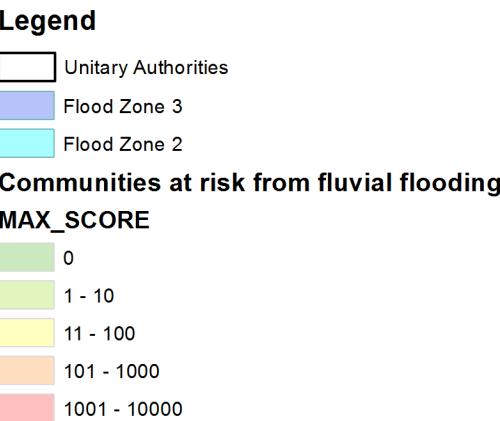 Legend
Unitary Authorities
Flood Zone 3
Flood Zone 2
Communities at risk from fluvial flooding
MAX_SCORE
0
1 - 10
11 - 100
101 - 1000
1001 - 10000